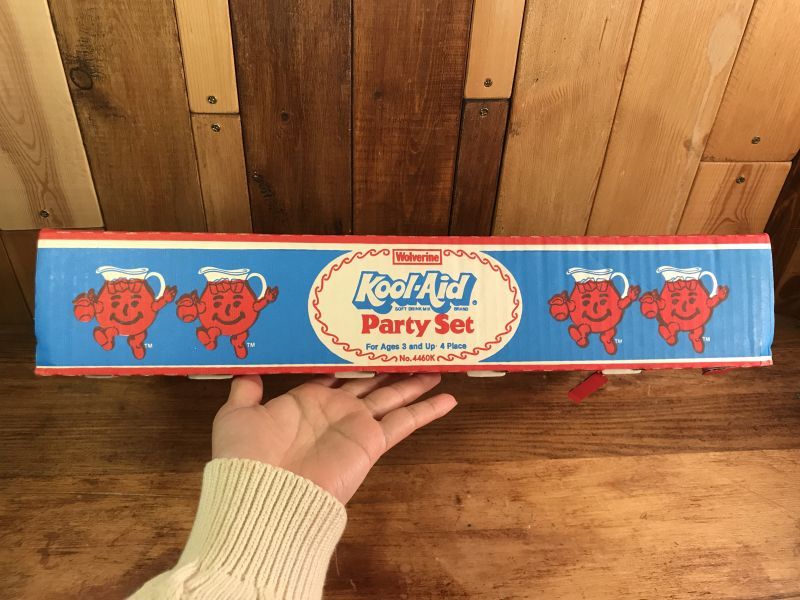 Wolverine
Kool-Aid®
SOFT DRINK MIX BRAND
Party Set
For Ages 3 and Up · 4 Place
No. 4460K
TM
TM
TM
TM